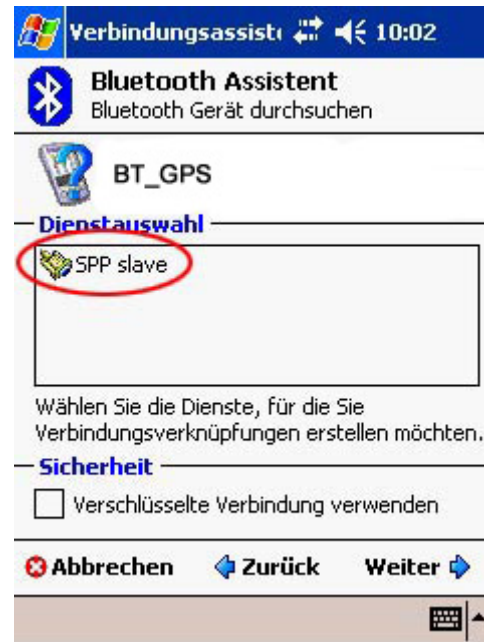 Verbindungsassiste 10:02
Bluetooth Assistent
Bluetooth Gerät durchsuchen
BT_GPS
Dienstauswahl
SPP slave
Wählen Sie die Dienste, für die Sie
Verbindungsverknüpfungen erstellen möchten.
Sicherheit
Verschlüsselte Verbindung verwenden
Abbrechen Zurück Weiter